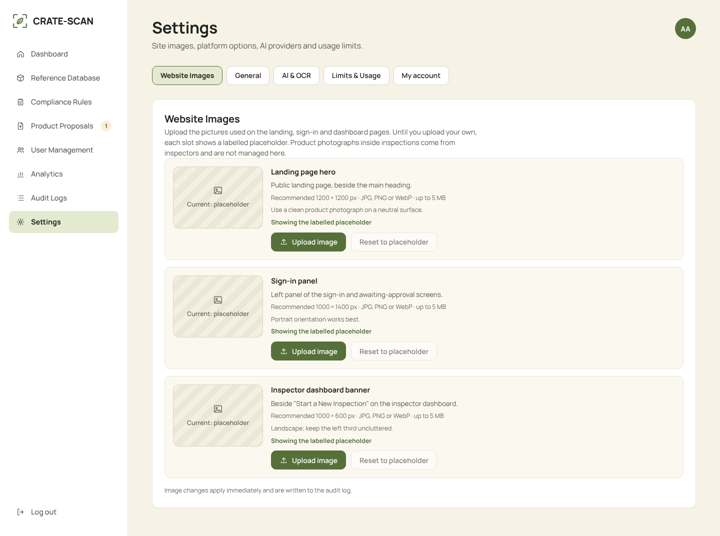 CRATE-SCAN
Dashboard
Reference Database
Compliance Rules
Product Proposals 1
User Management
Analytics
Audit Logs
Settings
Log out
Settings
Site images, platform options, AI providers and usage limits.
AA
Website Images
General
AI & OCR
Limits & Usage
My account
Website Images
Upload the pictures used on the landing, sign-in and dashboard pages. Until you upload your own,
each slot shows a labelled placeholder. Product photographs inside inspections come from
inspectors and are not managed here.
Current: placeholder
Landing page hero
Public landing page, beside the main heading.
Recommended 1200 × 1200 px · JPG, PNG or WebP · up to 5 MB
Use a clean product photograph on a neutral surface.
Showing the labelled placeholder
Upload image
Reset to placeholder
Current: placeholder
Sign-in panel
Left panel of the sign-in and awaiting-approval screens.
Recommended 1000 × 1400 px · JPG, PNG or WebP · up to 5 MB
Portrait orientation works best.
Showing the labelled placeholder
Upload image
Reset to placeholder
Current: placeholder
Inspector dashboard banner
Beside "Start a New Inspection" on the inspector dashboard.
Recommended 1000 × 600 px · JPG, PNG or WebP · up to 5 MB
Landscape; keep the left third uncluttered.
Showing the labelled placeholder
Upload image
Reset to placeholder
Image changes apply immediately and are written to the audit log.